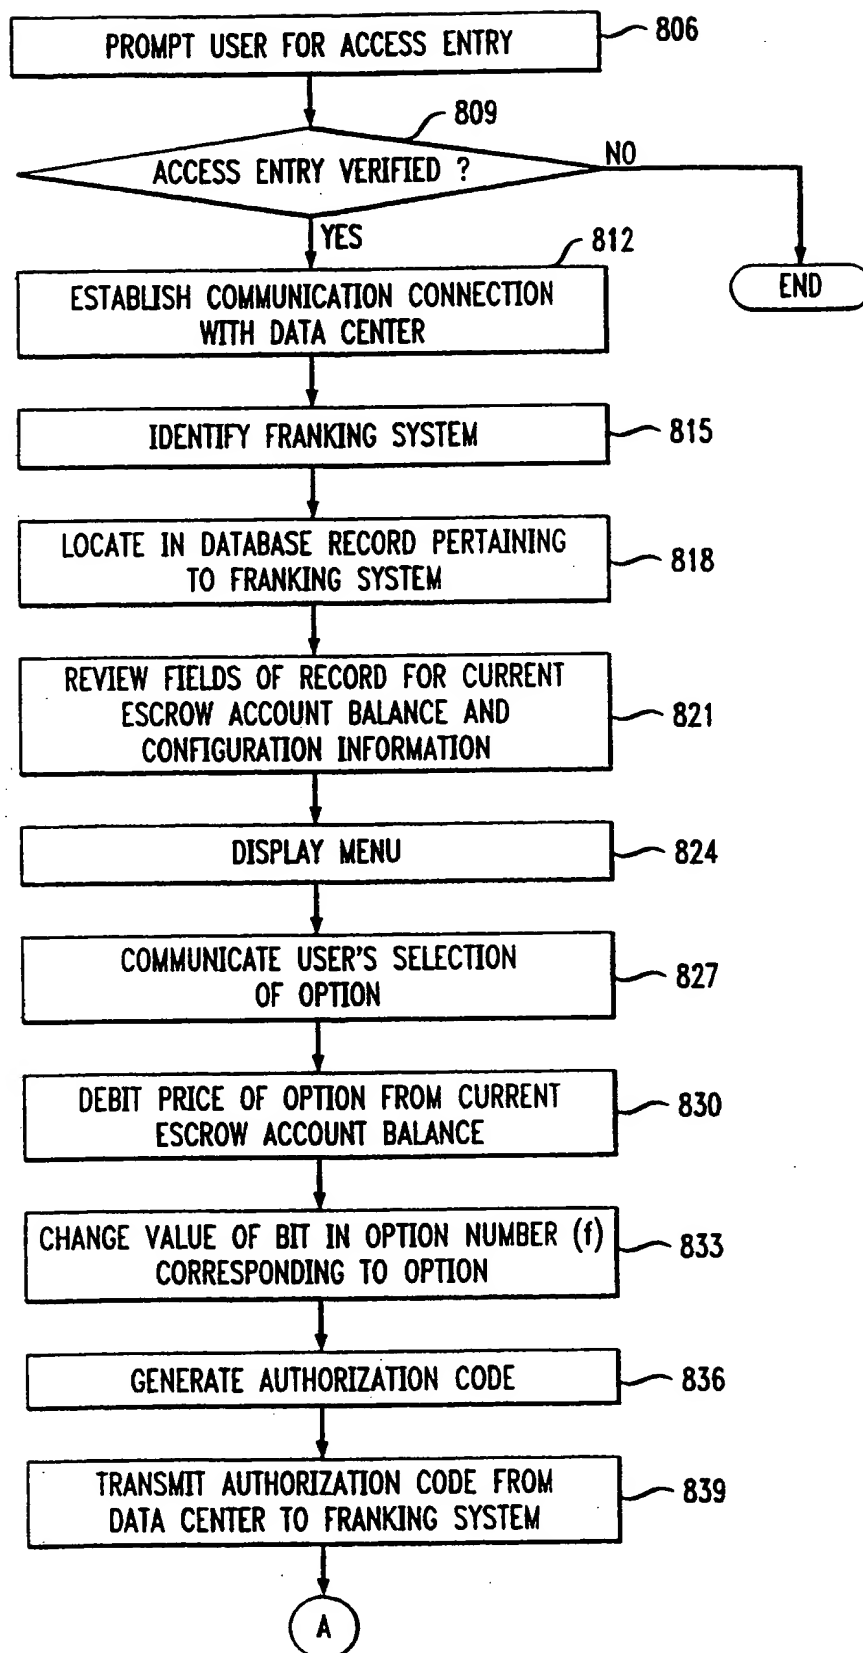 PROMPT USER FOR ACCESS ENTRY
806
809
ACCESS ENTRY VERIFIED ?
NO
YES
END
812
ESTABLISH COMMUNICATION CONNECTION
WITH DATA CENTER
IDENTIFY FRANKING SYSTEM
815
LOCATE IN DATABASE RECORD PERTAINING
TO FRANKING SYSTEM
818
REVIEW FIELDS OF RECORD FOR CURRENT
ESCROW ACCOUNT BALANCE AND
CONFIGURATION INFORMATION
821
DISPLAY MENU
824
COMMUNICATE USER'S SELECTION
OF OPTION
827
DEBIT PRICE OF OPTION FROM CURRENT
ESCROW ACCOUNT BALANCE
830
CHANGE VALUE OF BIT IN OPTION NUMBER (f)
CORRESPONDING TO OPTION
833
GENERATE AUTHORIZATION CODE
836
TRANSMIT AUTHORIZATION CODE FROM
DATA CENTER TO FRANKING SYSTEM
839
A